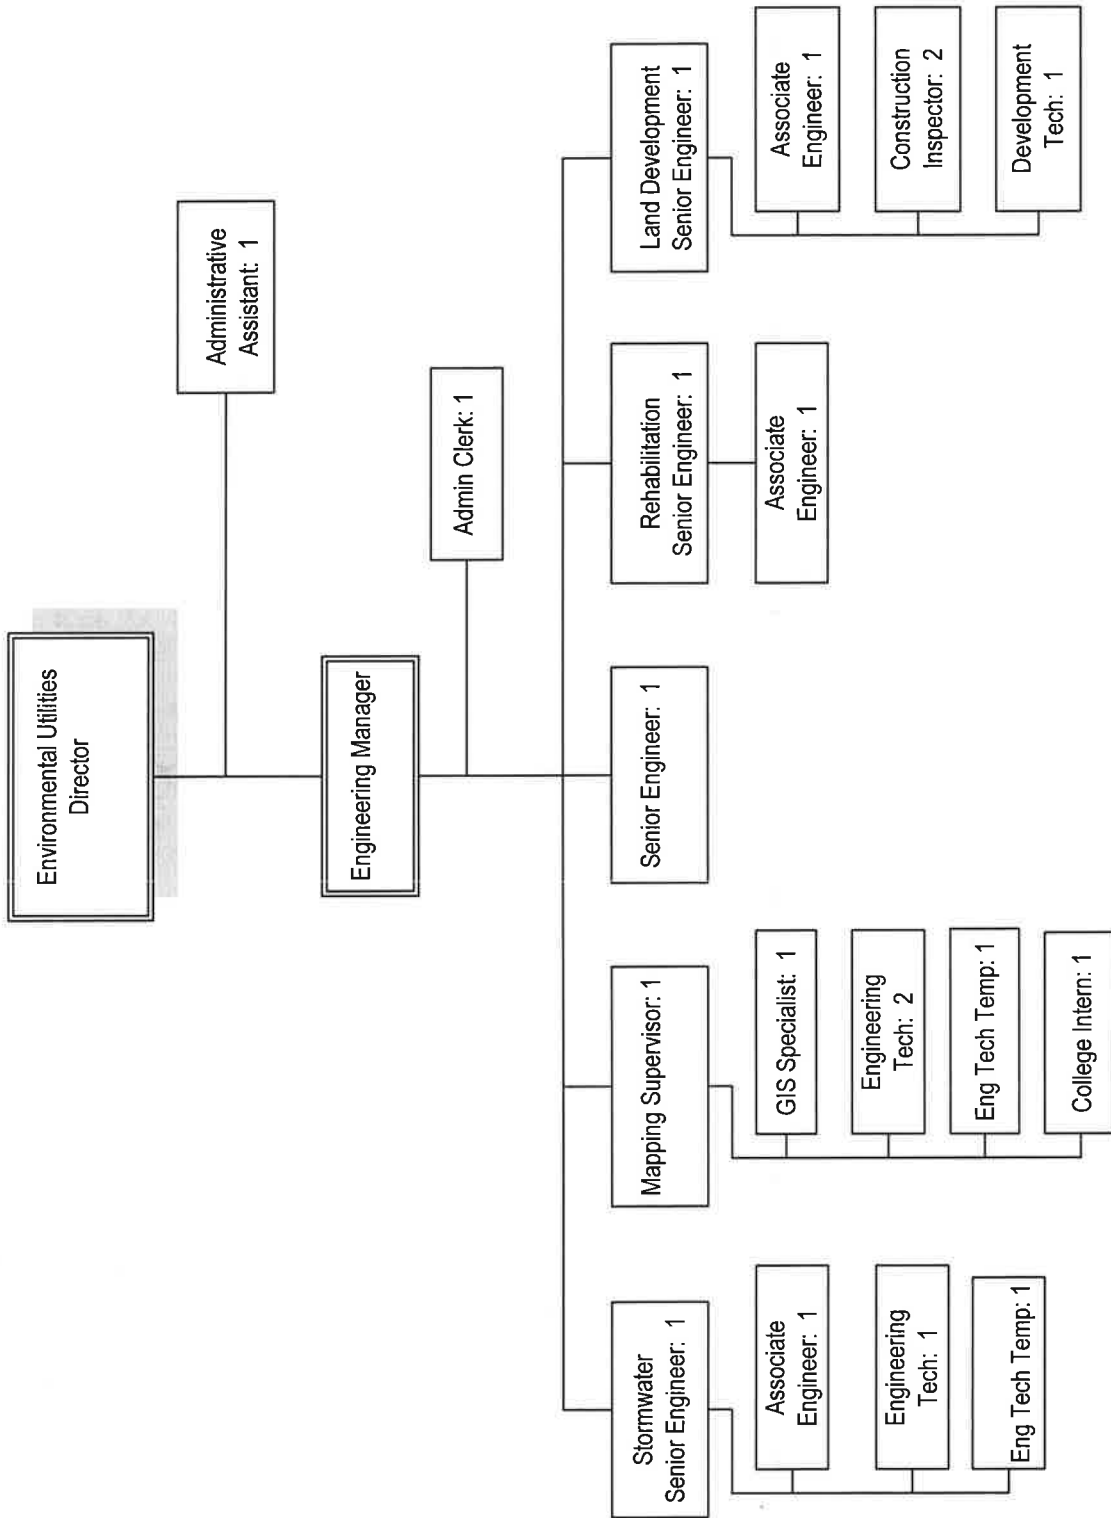 Environmental Utilities
Director
Administrative
Assistant: 1
Engineering Manager
Admin Clerk: 1
Stormwater
Senior Engineer: 1
Mapping Supervisor: 1
Senior Engineer: 1
Rehabilitation
Senior Engineer: 1
Land Development
Senior Engineer: 1
Associate
Engineer: 1
Engineering
Tech: 1
Eng Tech Temp: 1
GIS Specialist: 1
Engineering
Tech: 2
Eng Tech Temp: 1
College Intern: 1
Associate
Engineer: 1
Associate
Engineer: 1
Construction
Inspector: 2
Development
Tech: 1